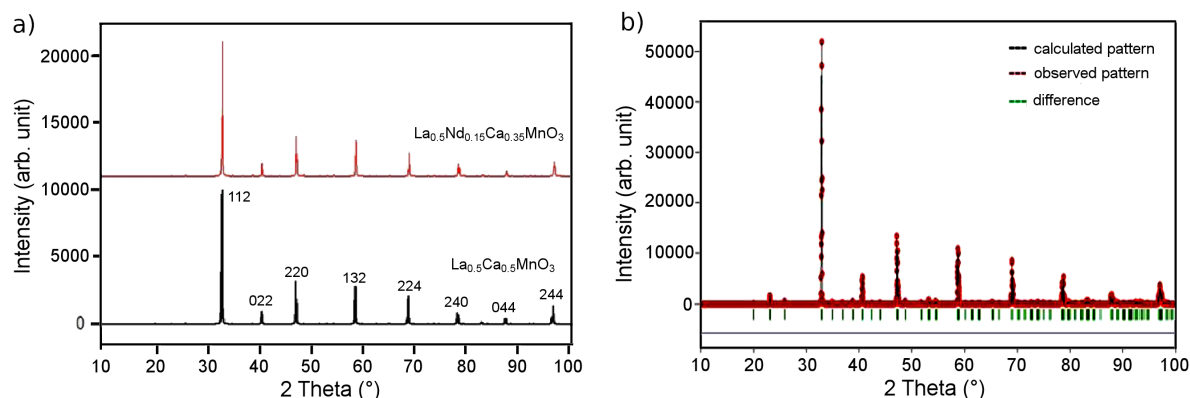 a)
Intensity (arb. unit)
20000
15000
10000
5000
0
La₀.₅Nd₀.₁₅Ca₀.₃₅MnO₃
112
La₀.₅Ca₀.₅MnO₃
022
220
132
224
240
044
244
10 20 30 40 50 60 70 80 90 100
2 Theta (°)
b)
Intensity (arb. unit)
50000
40000
30000
20000
10000
0
calculated pattern
observed pattern
difference
10 20 30 40 50 60 70 80 90 100
2 Theta (°)